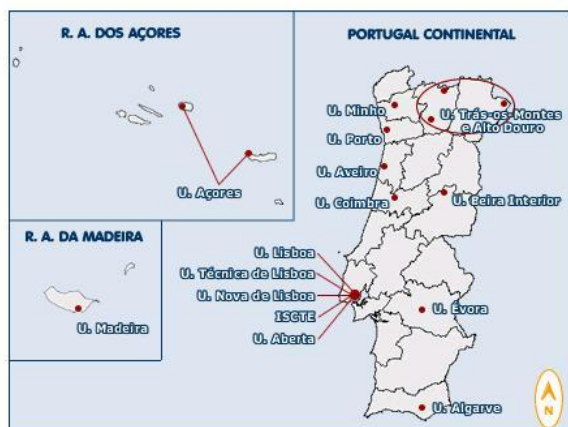 R. A. DOS AÇORES
U. Açores
R. A. DA MADEIRA
U. Madeira
PORTUGAL CONTINENTAL
U. Minho
U. Trás-os-Montes
e Alto Douro
U. Porto
U. Aveiro
U. Coimbra
U. Beira Interior
U. Lisboa
U. Técnica de Lisboa
U. Nova de Lisboa
ISCTE
U. Aberta
U. Évora
U. Algarve
N